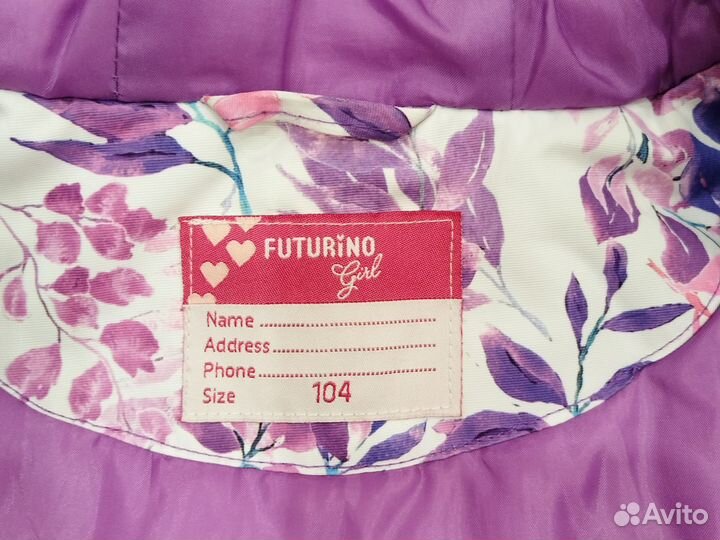 FUTURiNO
Girl
Name
Address
Phone
Size 104
Avito